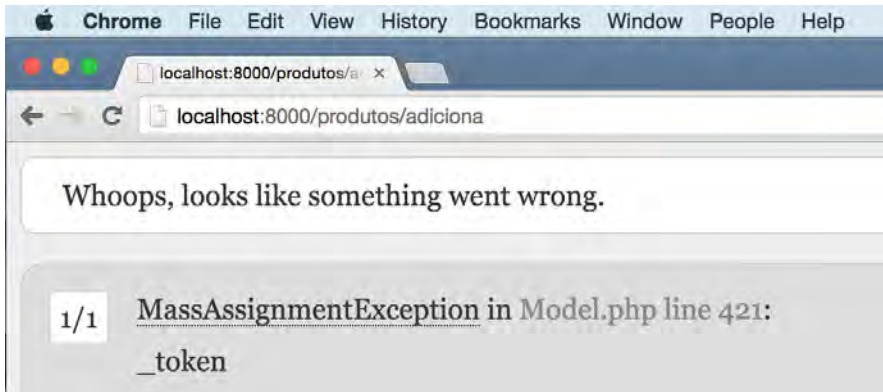 Chrome File Edit View History Bookmarks Window People Help
localhost:8000/produtos/a ×
localhost:8000/produtos/adiciona
Whoops, looks like something went wrong.
1/1 MassAssignmentException in Model.php line 421:
_token